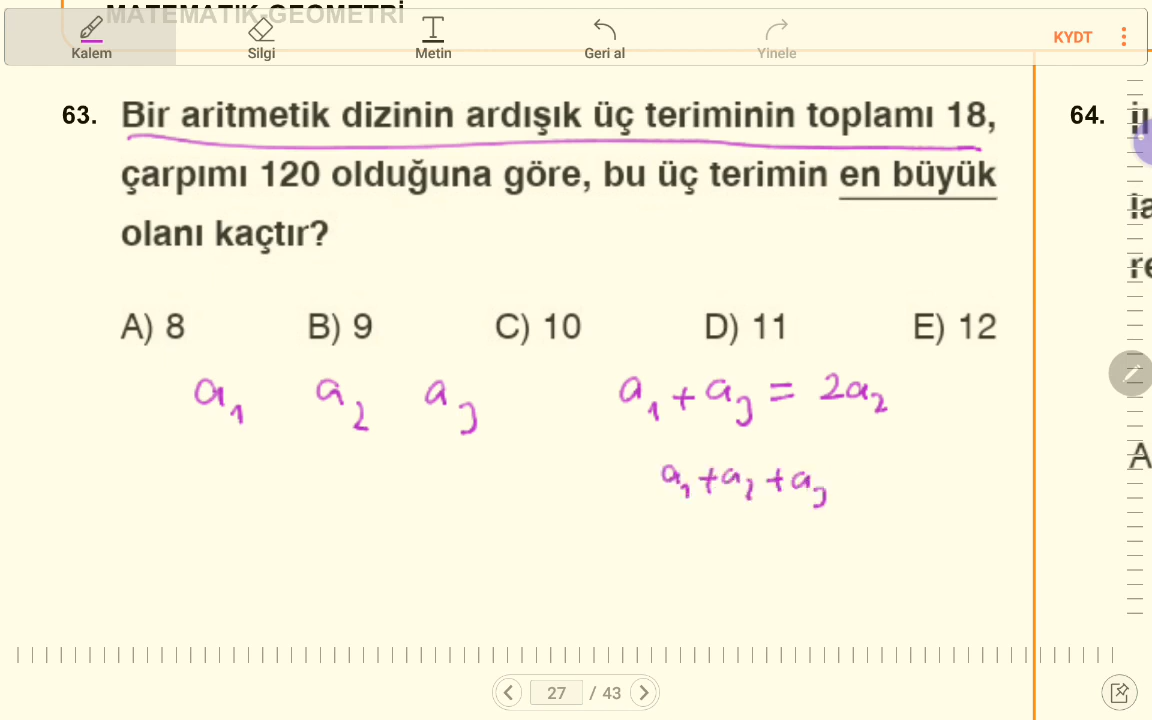 MATEMATIK-GEOMETRİ
Kalem
Silgi
Metin
Geri al
Yinele
KYDT
63. Bir aritmetik dizinin ardışık üç teriminin toplamı 18,
çarpımı 120 olduğuna göre, bu üç terimin en büyük
olanı kaçtır?
A) 8 B) 9 C) 10 D) 11 E) 12
a₁ a₂ a₃ a₁ + a₃ = 2a₂
a₁ + a₂ + a₃
64.
re
A
27 / 43